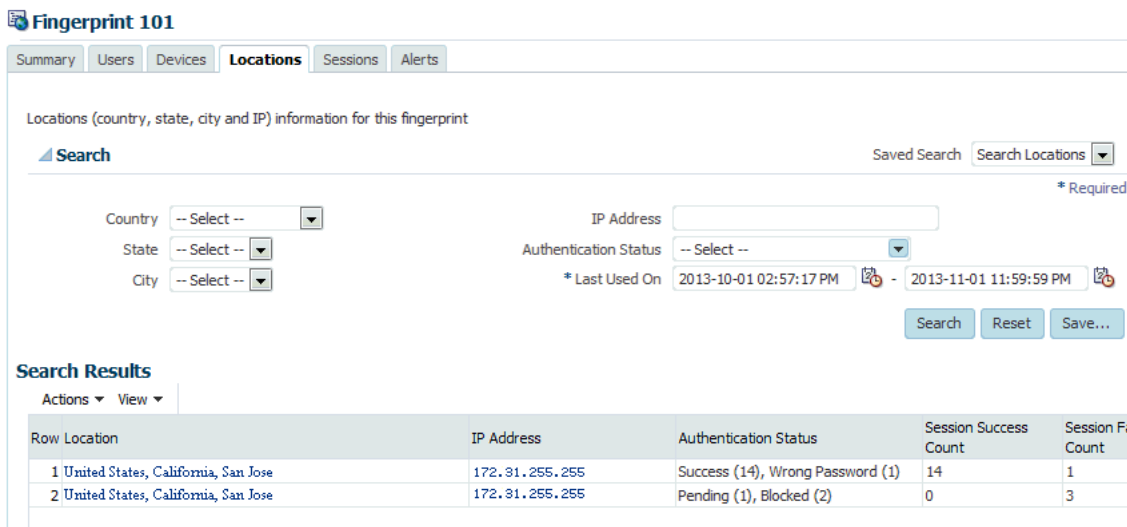 Fingerprint 101
Summary Users Devices Locations Sessions Alerts
Locations (country, state, city and IP) information for this fingerprint
Search Saved Search Search Locations
* Required
Country -- Select -- IP Address
State -- Select -- Authentication Status -- Select --
City -- Select -- * Last Used On 2013-10-01 02:57:17 PM - 2013-11-01 11:59:59 PM
Search Reset Save...
Search Results
Actions View
Row Location IP Address Authentication Status Session Success Count Session Fa Count
1 United States, California, San Jose 172.31.255.255 Success (14), Wrong Password (1) 14 1
2 United States, California, San Jose 172.31.255.255 Pending (1), Blocked (2) 0 3